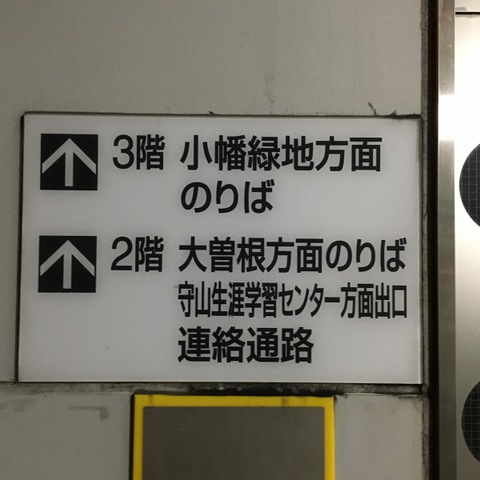 3階 小幡緑地方面
のりば
2階 大曽根方面のりば
守山生涯学習センター方面出口
連絡通路